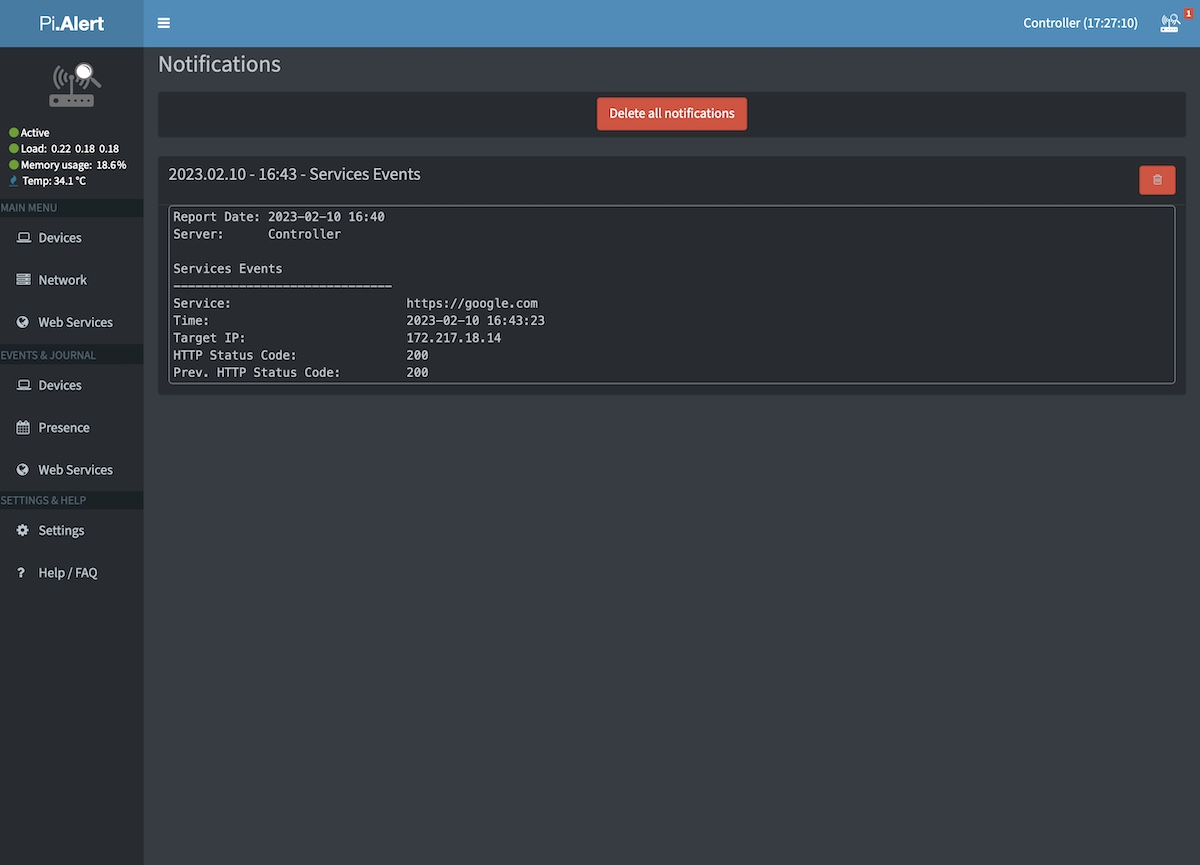 Pi.Alert
Controller (17:27:10)
1
Active
Load: 0.22 0.18 0.18
Memory usage: 18.6%
Temp: 34.1 °C
MAIN MENU
Devices
Network
Web Services
EVENTS & JOURNAL
Devices
Presence
Web Services
SETTINGS & HELP
Settings
? Help / FAQ
Notifications
Delete all notifications
2023.02.10 - 16:43 - Services Events
Report Date: 2023-02-10 16:40
Server: Controller
Services Events
------------------------------
Service: https://google.com
Time: 2023-02-10 16:43:23
Target IP: 172.217.18.14
HTTP Status Code: 200
Prev. HTTP Status Code: 200